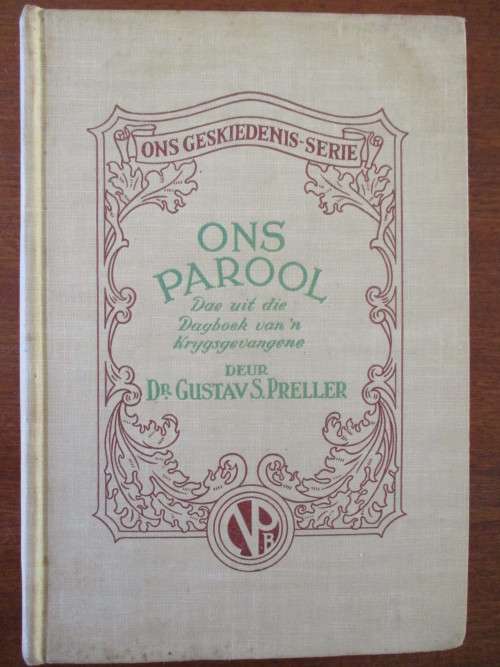 ONS GESKIEDENIS-SERIE
ONS
PAROOL
Dae uit die
Dagboek van 'n
Krygsgevangene
DEUR
DR. GUSTAV S. PRELLER
VPB